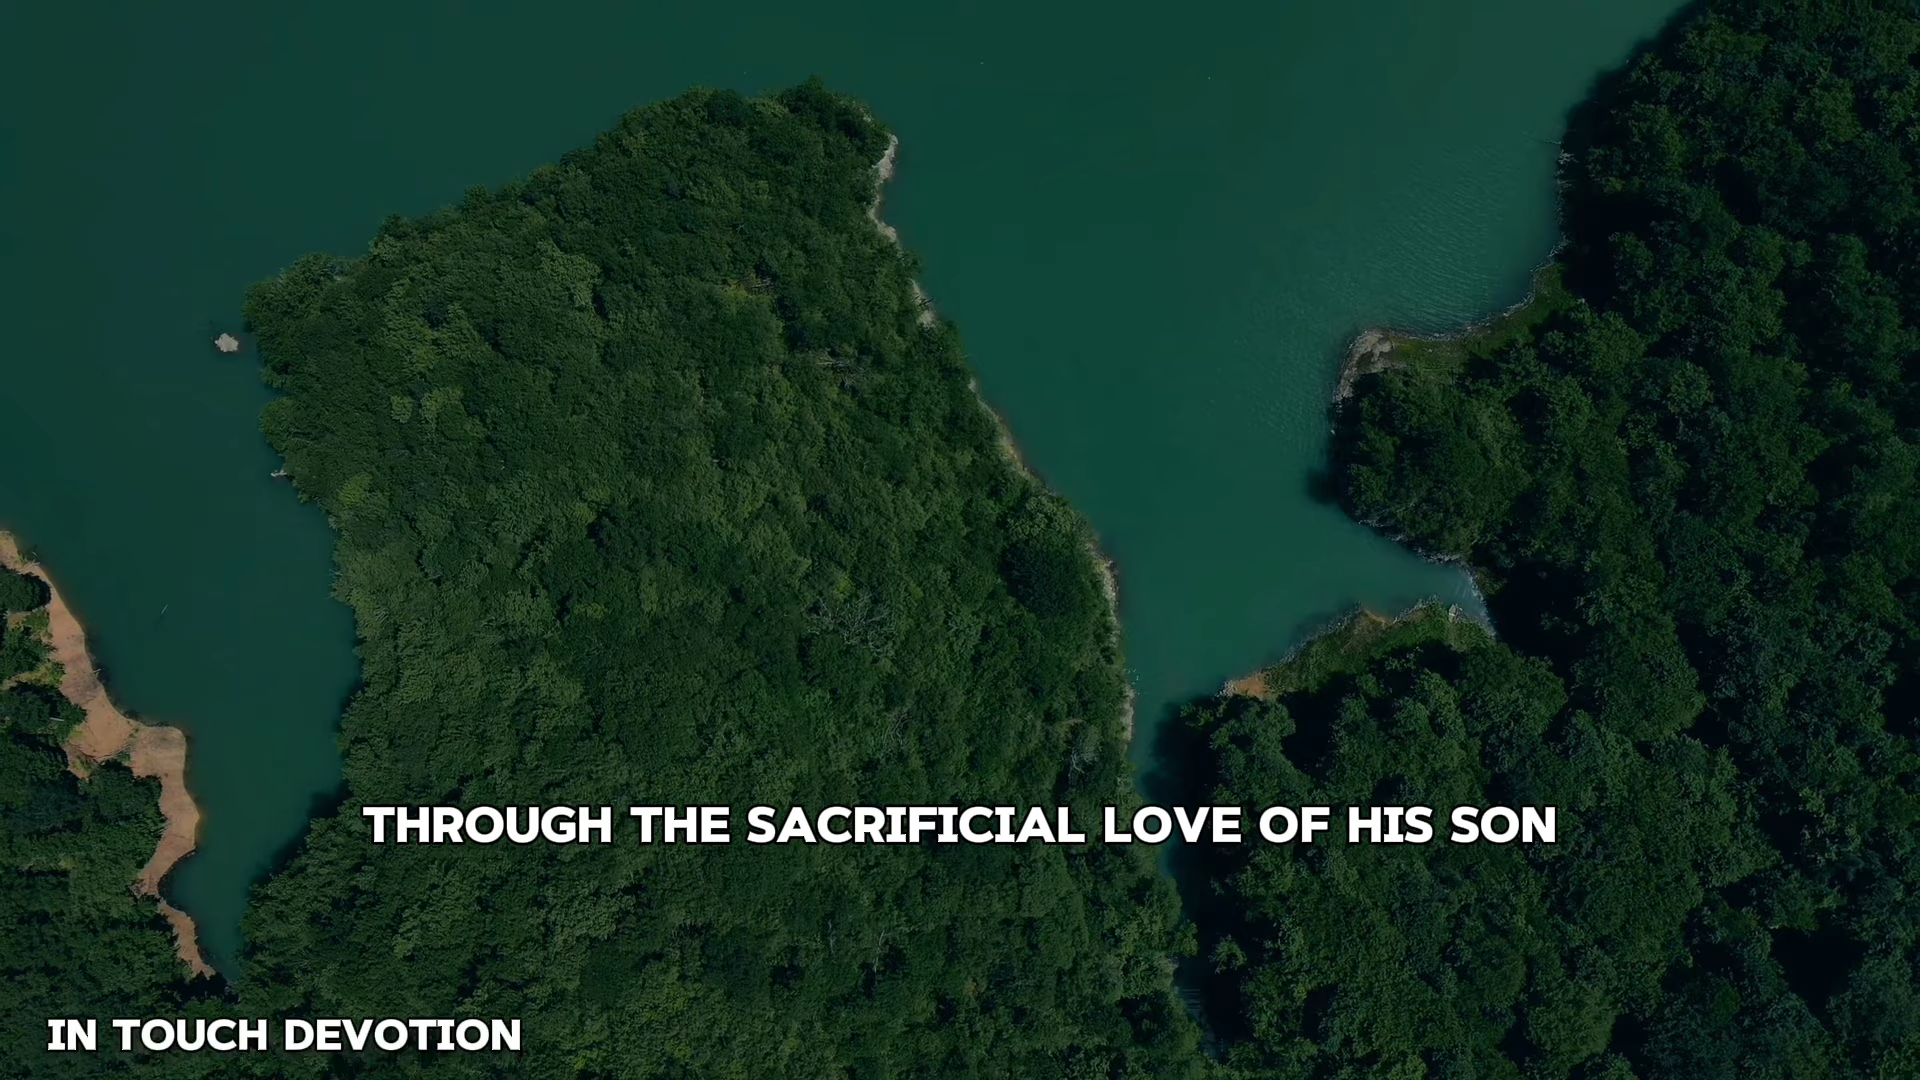 THROUGH THE SACRIFICIAL LOVE OF HIS SON
IN TOUCH DEVOTION